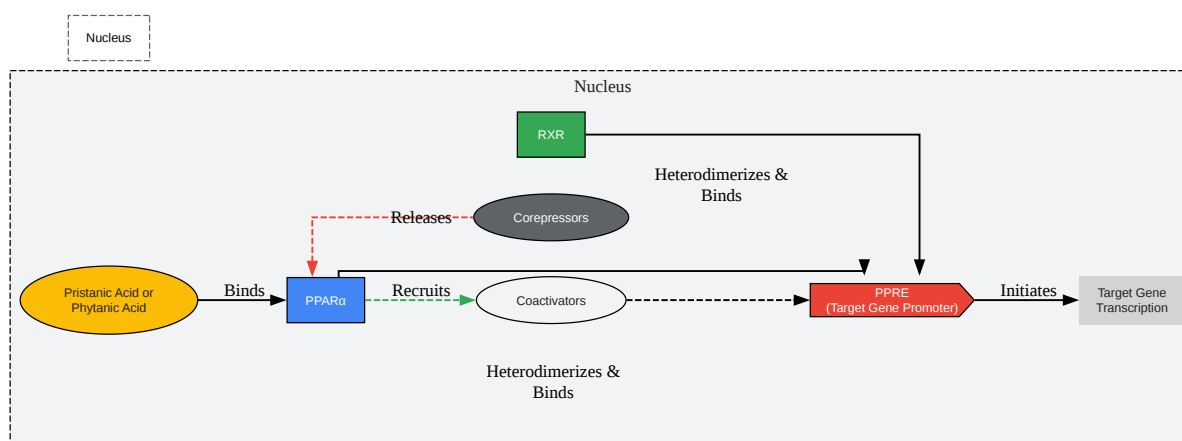 Nucleus
Nucleus
RXR
Heterodimerizes &
Binds
Releases
Corepressors
Pristanic Acid or
Phytanic Acid
Binds
PPARα
Recruits
Coactivators
PPRE
(Target Gene Promoter)
Initiates
Target Gene
Transcription
Heterodimerizes &
Binds